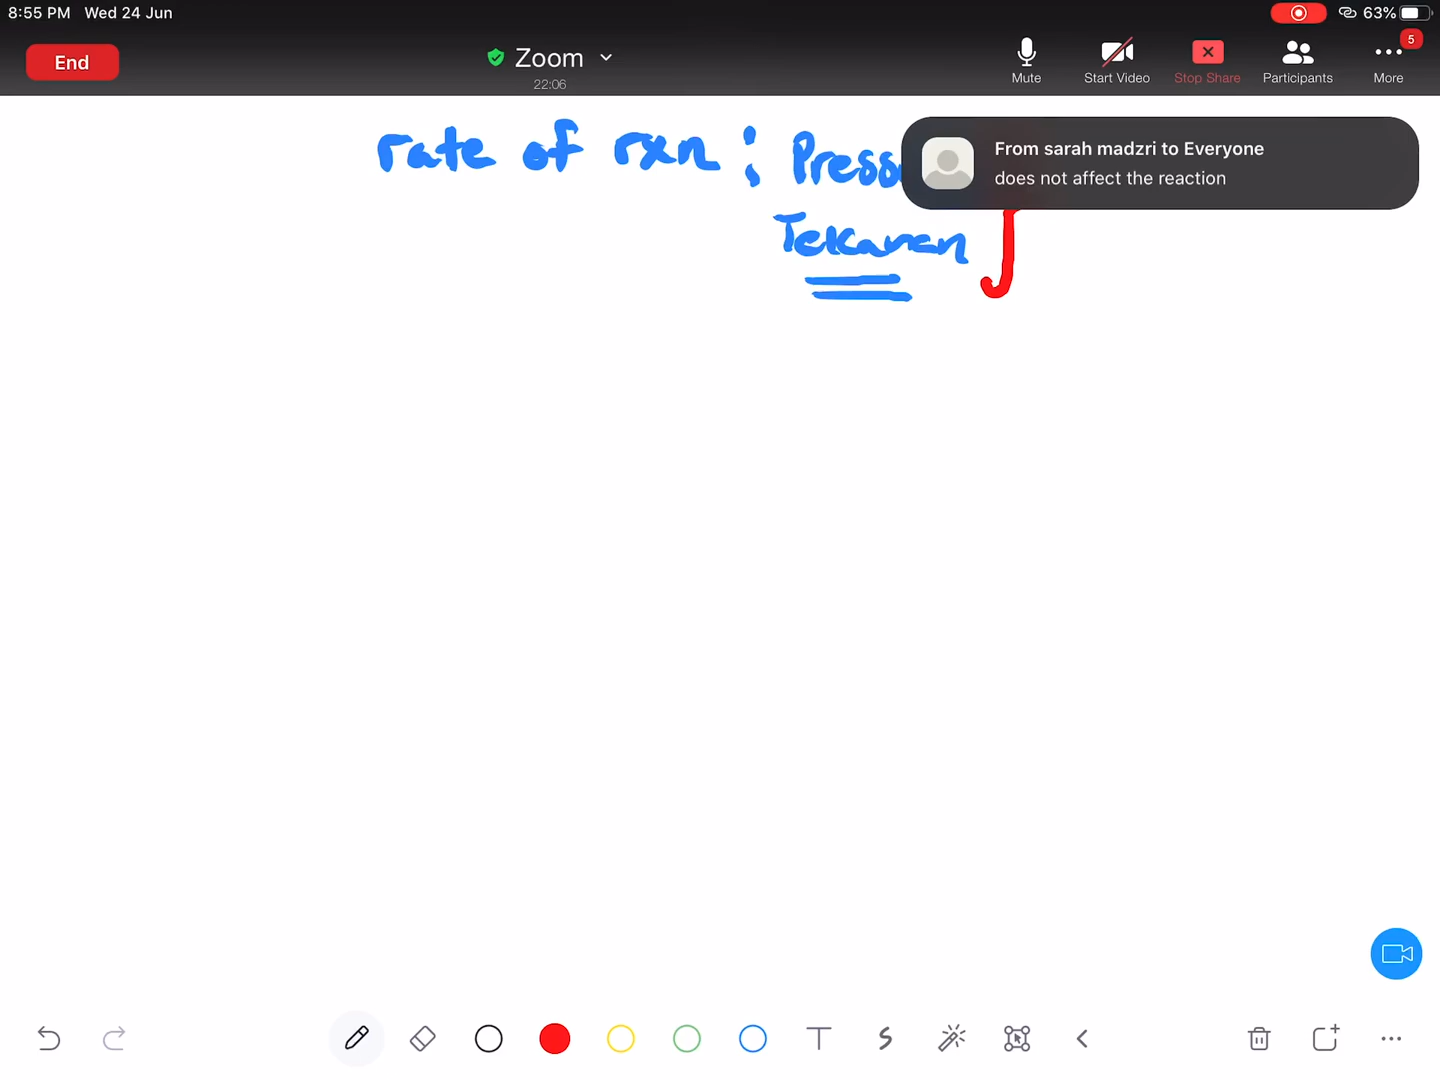 8:55 PM Wed 24 Jun
63%
End
Zoom
22:06
Mute
Start Video
Stop Share
Participants
More
5
rate of rxn : Press
From sarah madzri to Everyone
does not affect the reaction
Tekanan
T